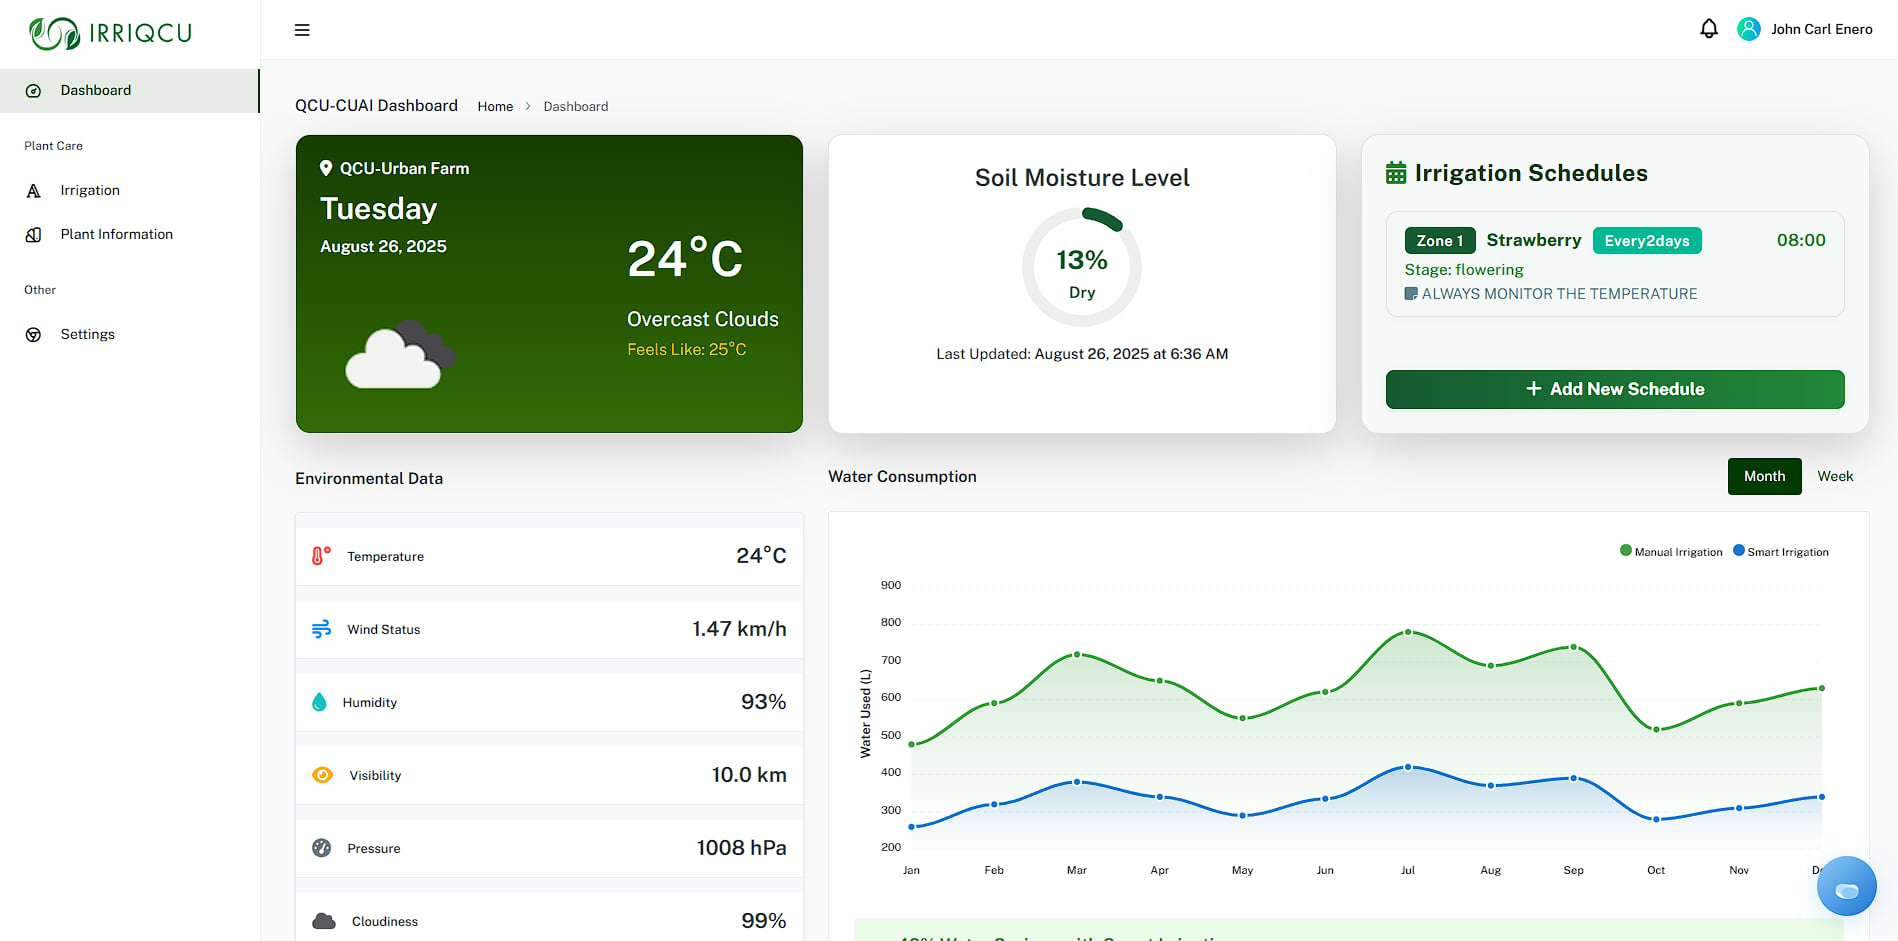 IRRIQCU
John Carl Enero
Dashboard
Plant Care
Irrigation
Plant Information
Other
Settings
QCU-CUAI Dashboard Home > Dashboard
QCU-Urban Farm
Tuesday
August 26, 2025
24°C
Overcast Clouds
Feels Like: 25°C
Soil Moisture Level
13%
Dry
Last Updated: August 26, 2025 at 6:36 AM
Irrigation Schedules
Zone 1 Strawberry Every2days 08:00
Stage: flowering
ALWAYS MONITOR THE TEMPERATURE
+ Add New Schedule
Environmental Data
Temperature 24°C
Wind Status 1.47 km/h
Humidity 93%
Visibility 10.0 km
Pressure 1008 hPa
Cloudiness 99%
Water Consumption
Month Week
Manual Irrigation Smart Irrigation
Water Used (L)
900
800
700
600
500
400
300
200
Jan Feb Mar Apr May Jun Jul Aug Sep Oct Nov